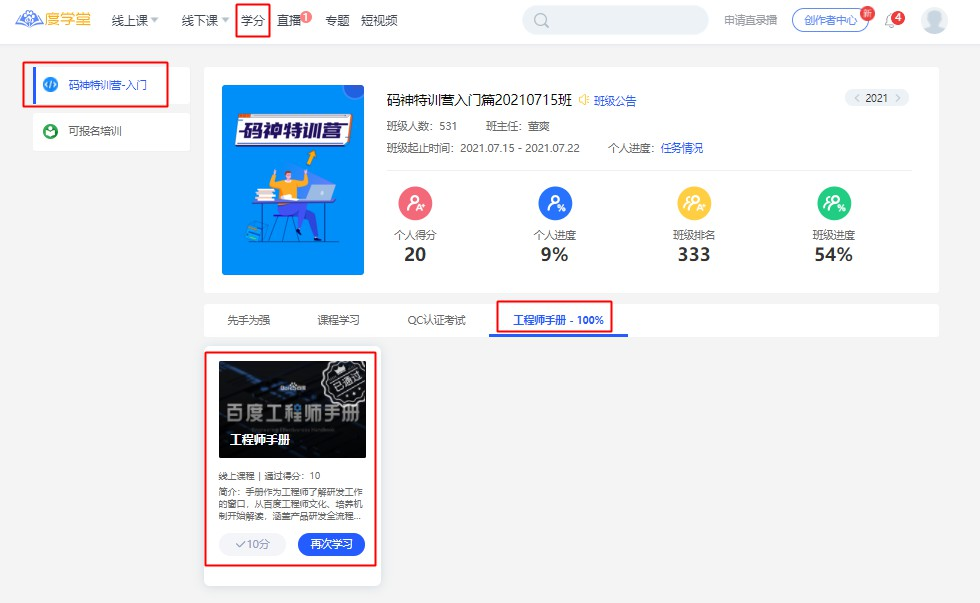 度学堂
线上课
线下课
学分
直播
1
专题
短视频
申请直录播
创作者中心
新
4
码神特训营-入门
可报名培训
码神特训营
码神特训营入门篇20210715班
班级公告
2021
班级人数：531
班主任：董爽
班级起止时间：2021.07.15 - 2021.07.22
个人进度：任务情况
个人得分
20
个人进度
9%
班级排名
333
班级进度
54%
先手为强
课程学习
QC认证考试
工程师手册 - 100%
已通过
百度工程师手册
工程师手册
线上课程 | 通过得分：10
简介：手册作为工程师了解研发工作
的窗口，从百度工程师文化、培养机
制开始解读，涵盖产品研发全流程...
10分
再次学习